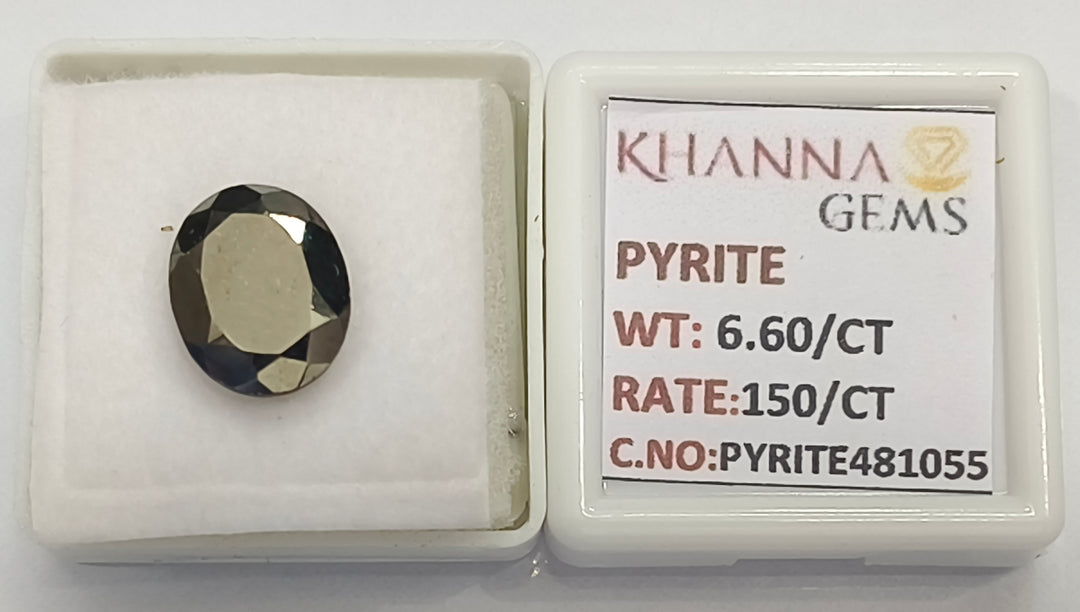 KHANNA
GEMS
PYRITE
WT: 6.60/CT
RATE:150/CT
C.NO:PYRITE481055